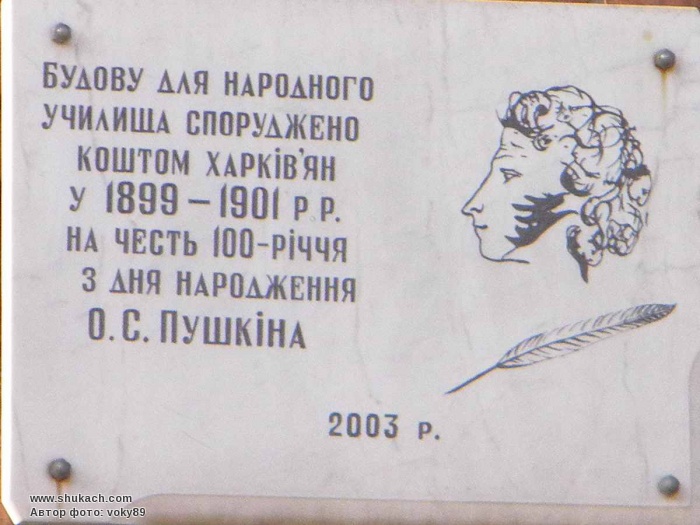 Будову для народного
училища споруджено
коштом харків'ян
у 1899 – 1901 р.р.
на честь 100-річчя
з дня народження
О.С. Пушкіна
2003 р.
www.shukach.com
Автор фото: voky89